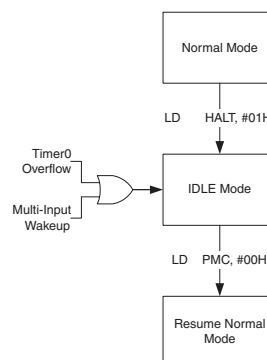 Normal Mode
LD HALT, #01H
Timer0
Overflow
IDLE Mode
Multi-Input
Wakeup
LD PMC, #00H
Resume Normal
Mode